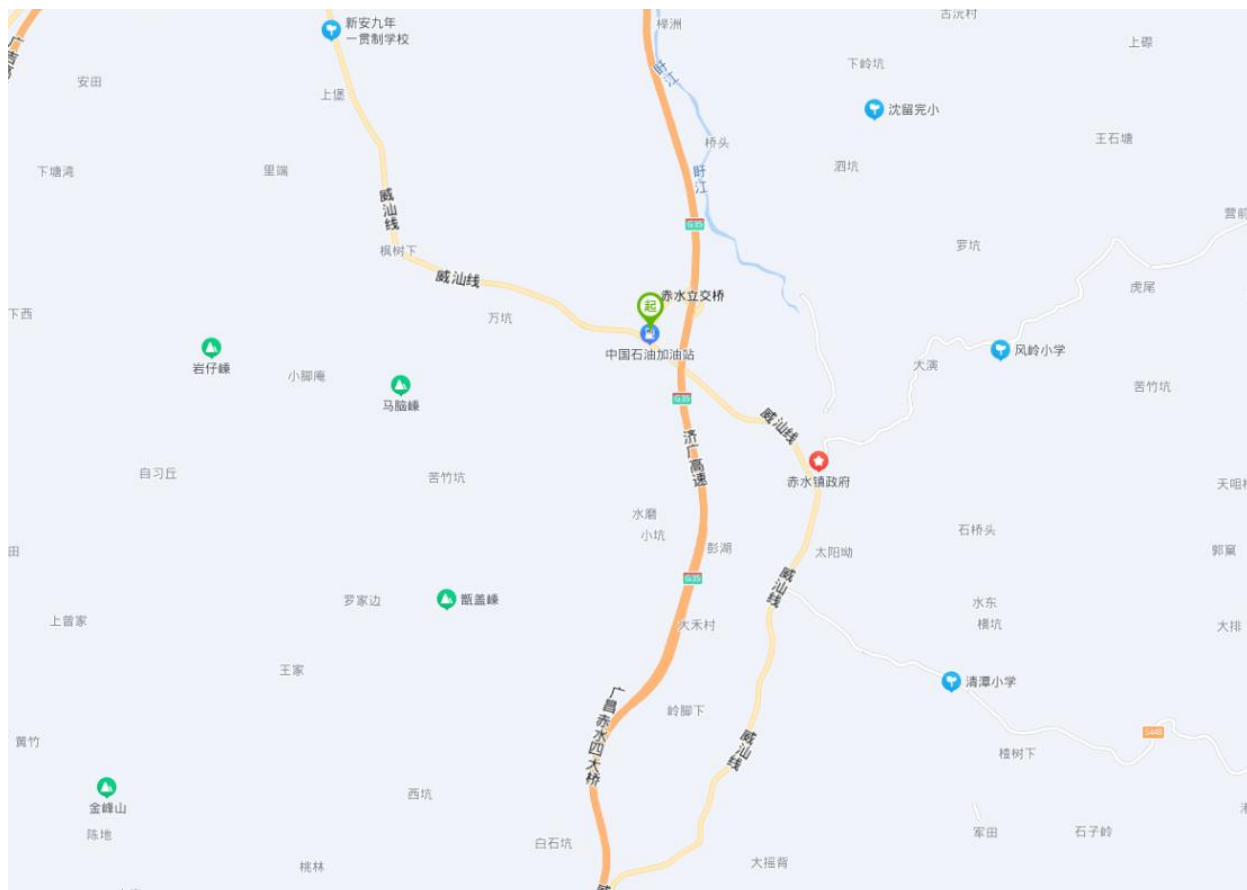 古沅村
榉洲
新安九年
一贯制学校
上磜
下岭坑
盱江
安田
上堡
沈留完小
桥头
王石塘
下塘湾
里端
泗坑
盱江
威汕线
营前
G35
枫树下
罗坑
威汕线
虎尾
起
赤水立交桥
下西
万坑
中国石油加油站
风岭小学
岩仔嵊
小脚庵
大演
马脑嵊
苦竹坑
G35
威汕线
济广高速
自习丘
苦竹坑
赤水镇政府
水磨
小坑
石桥头
彭湖
太阳坳
郭窠
田
G35
威汕线
罗家边
甑盖嵊
水东
横坑
上曾家
大禾村
大排
王家
清潭小学
广昌赤水四大桥
岭脚下
S448
黄竹
威汕线
楂树下
金峰山
西坑
陈地
白石坑
军田
石子岭
桃林
大摇背
威